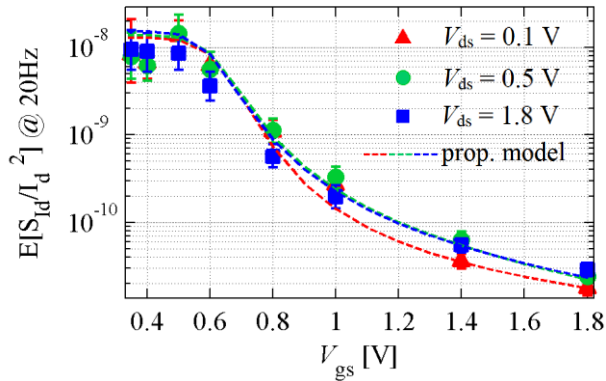 E[S_Id/I_d^2] @ 20Hz
10^-8
10^-9
10^-10
V_ds = 0.1 V
V_ds = 0.5 V
V_ds = 1.8 V
prop. model
0.4 0.6 0.8 1 1.2 1.4 1.6 1.8
V_gs [V]